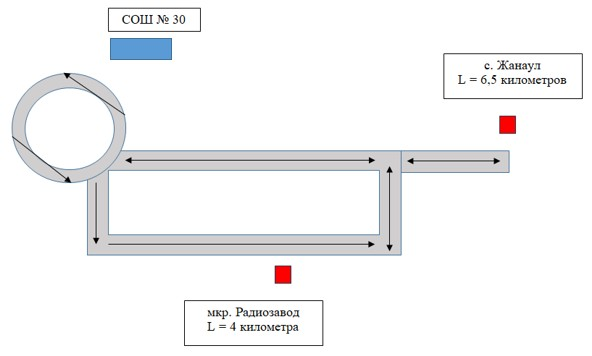 СОШ № 30
с. Жанаул
L = 6,5 километров
мкр. Радиозавод
L = 4 километра